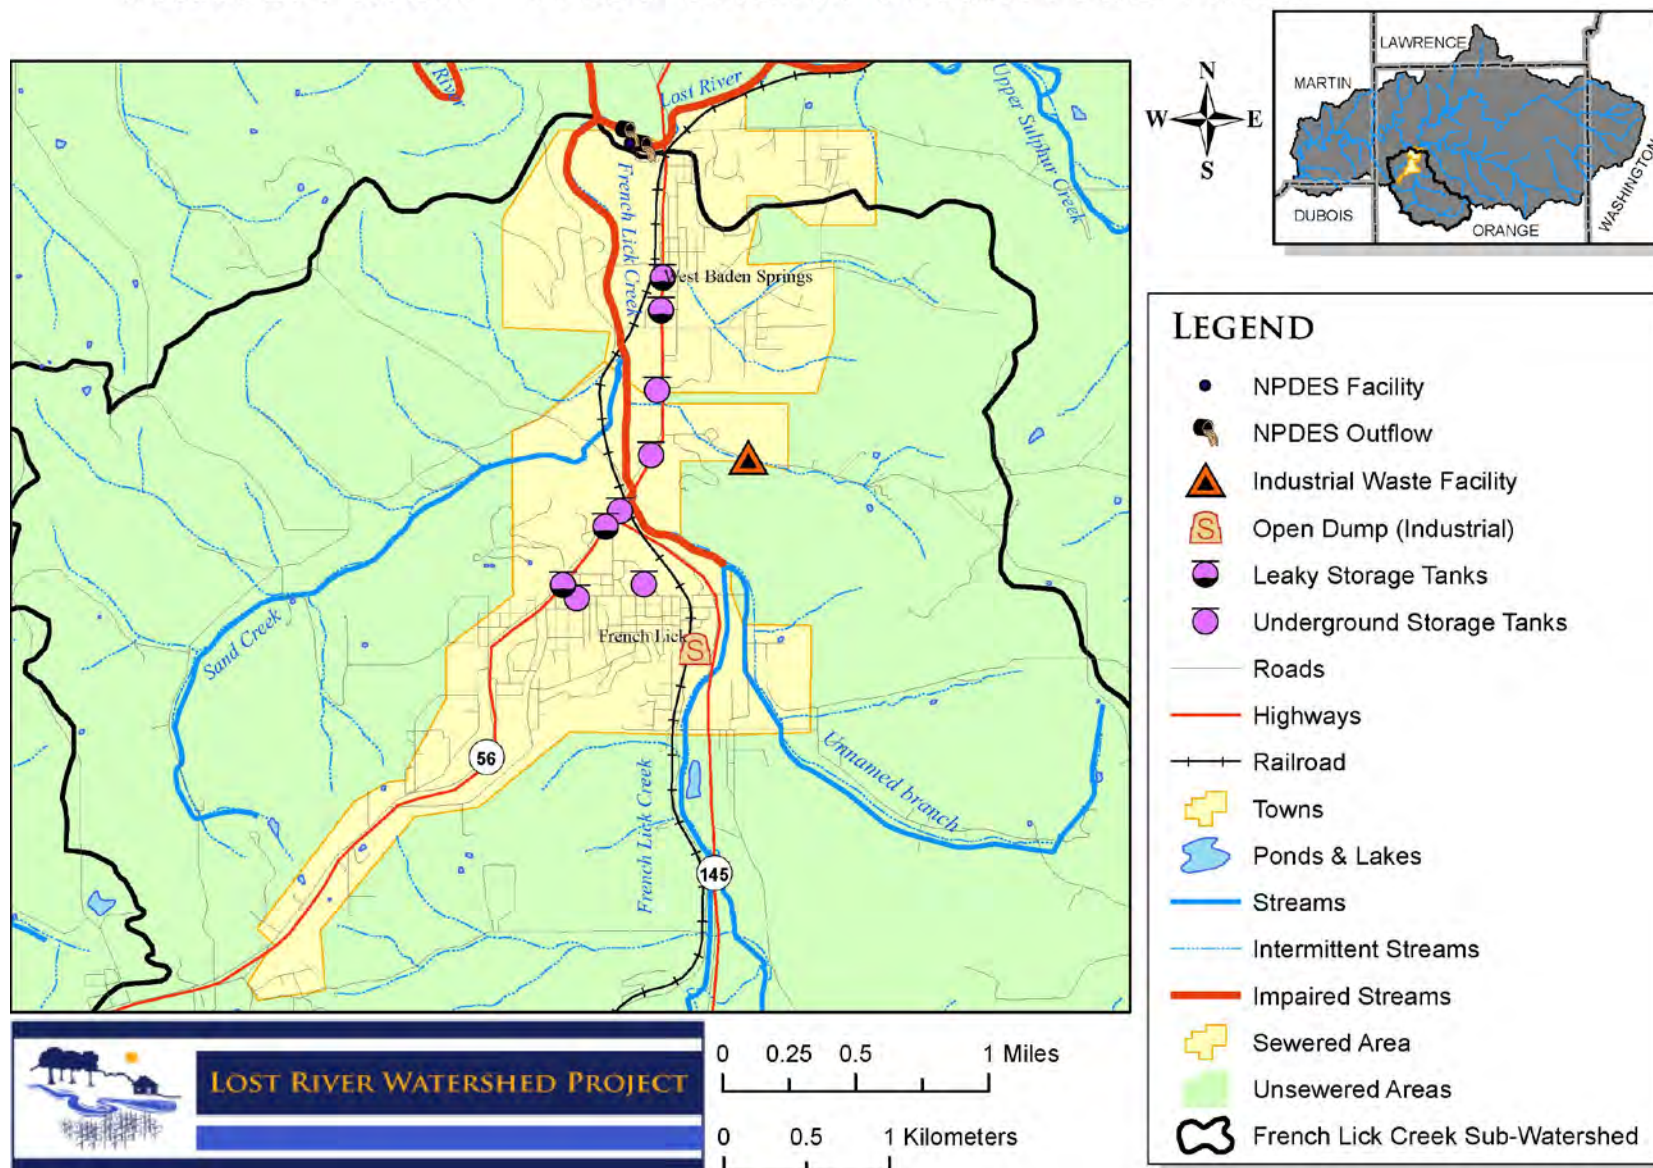 Lost River
River
Upper Sulphur Creek
French Lick Creek
West Baden Springs
Sand Creek
French Lick
S
56
Unnamed branch
French Lick Creek
145
N
W
E
S
LAWRENCE
MARTIN
DUBOIS
ORANGE
WASHINGTON
LEGEND
NPDES Facility
NPDES Outflow
Industrial Waste Facility
S Open Dump (Industrial)
Leaky Storage Tanks
Underground Storage Tanks
Roads
Highways
Railroad
Towns
Ponds & Lakes
Streams
Intermittent Streams
Impaired Streams
Sewered Area
Unsewered Areas
French Lick Creek Sub-Watershed
LOST RIVER WATERSHED PROJECT
0 0.25 0.5 1 Miles
0 0.5 1 Kilometers